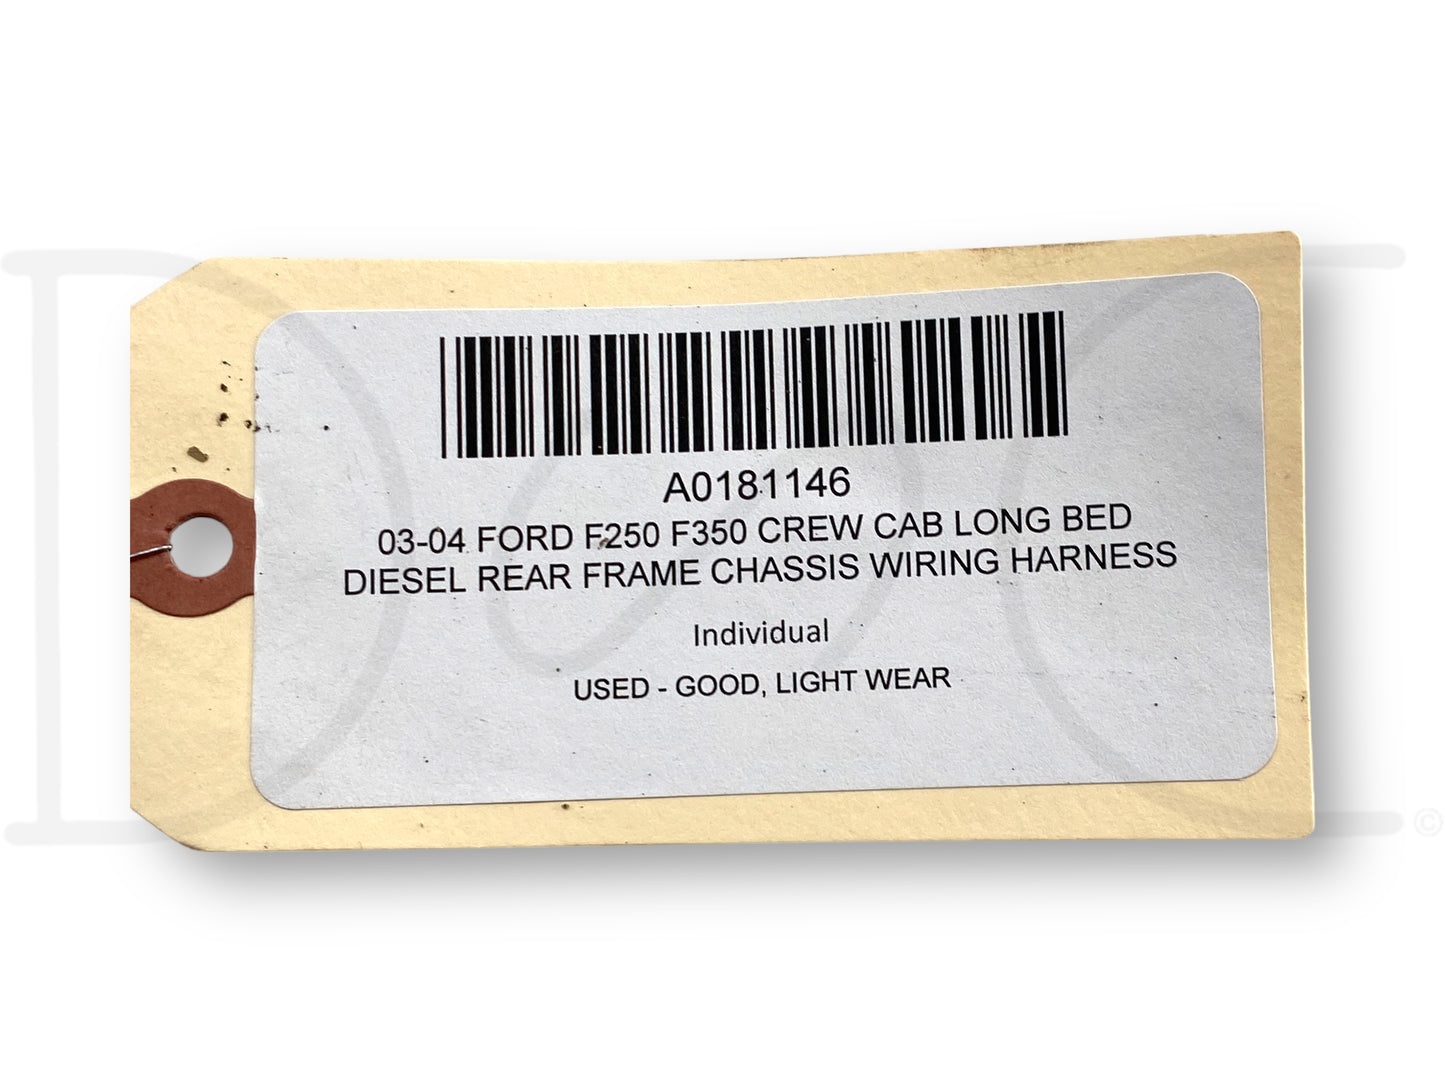 A0181146
03-04 FORD F250 F350 CREW CAB LONG BED
DIESEL REAR FRAME CHASSIS WIRING HARNESS
Individual
USED - GOOD, LIGHT WEAR
©